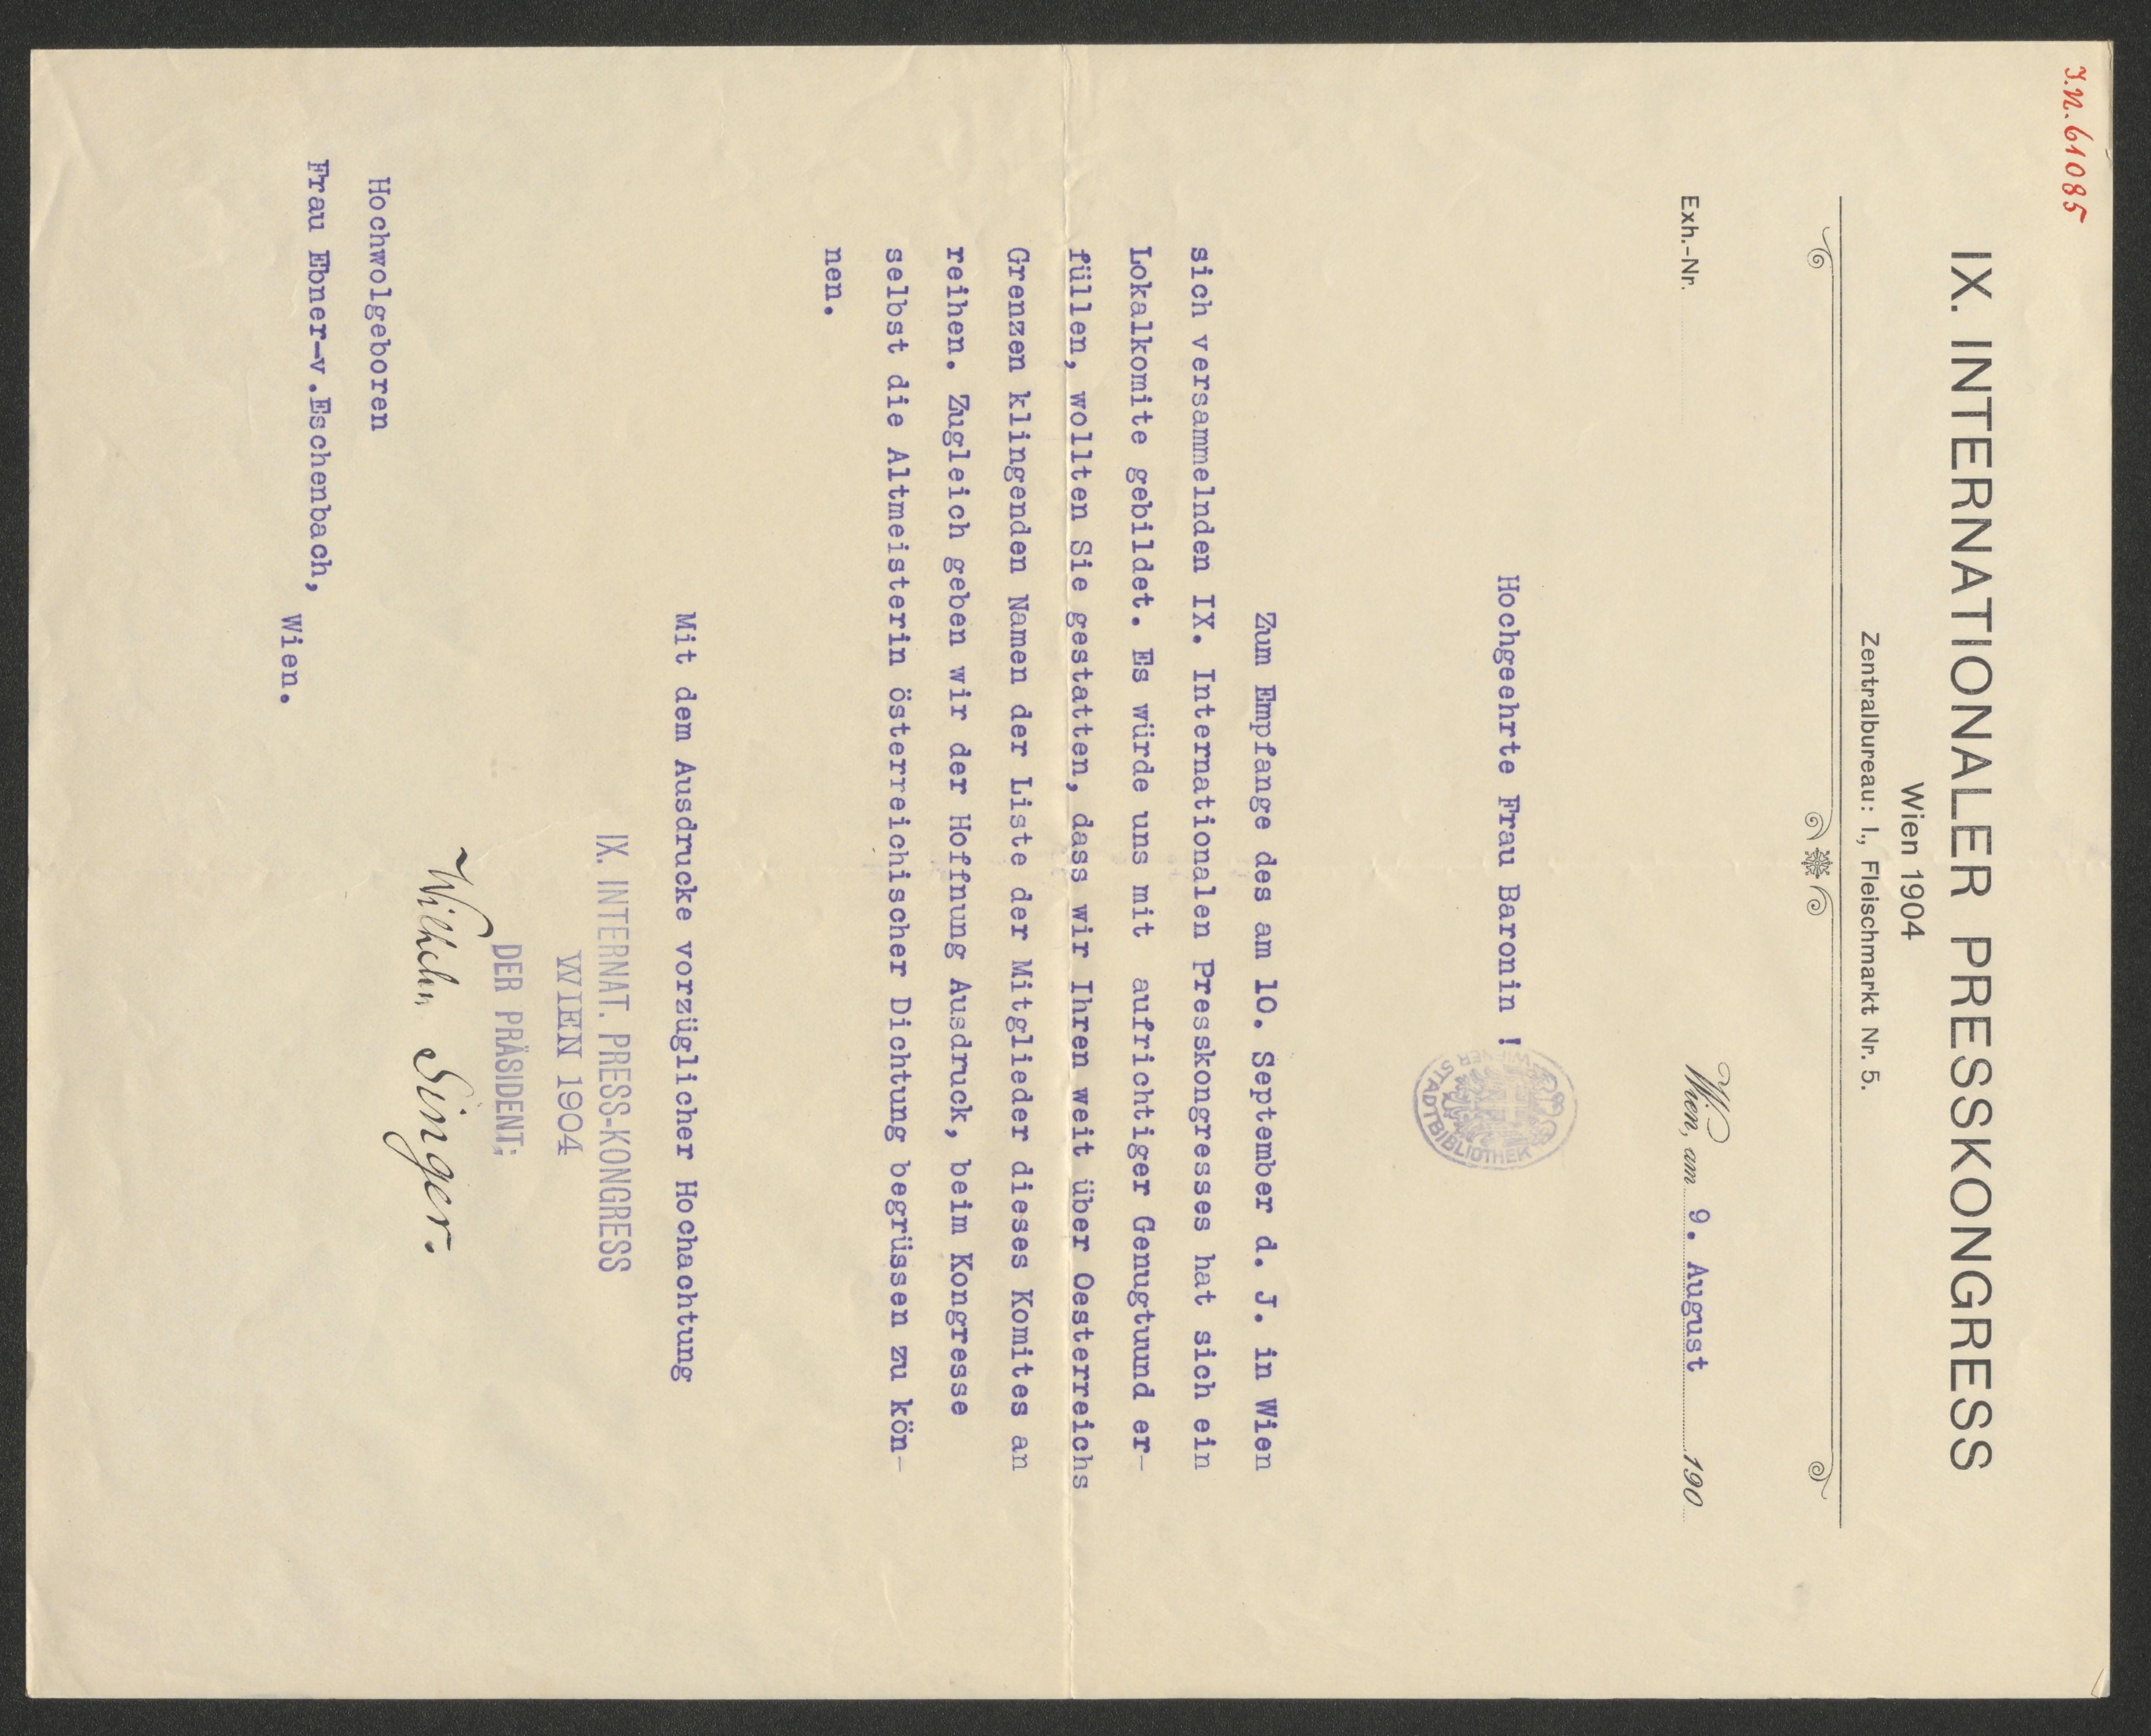 J.N. 61085
IX. INTERNATIONALER PRESSKONGRESS
Wien 1904
Zentralbureau: I., Fleischmarkt Nr. 5.
Exh.-Nr.
Wien, am 9. August 190
Hochgeehrte Frau Baronin !
WIENER STADTBIBLIOTHEK
Zum Empfange des am 10. September d. J. in Wien
sich versammelnden IX. Internationalen Presskongresses hat sich ein
Lokalkomite gebildet. Es würde uns mit aufrichtiger Genugtuund er-
füllen, wollten Sie gestatten, dass wir Ihren weit über Oesterreichs
Grenzen klingenden Namen der Liste der Mitglieder dieses Komites an
reihen. Zugleich geben wir der Hoffnung Ausdruck, beim Kongresse
selbst die Altmeisterin österreichischer Dichtung begrüssen zu kön-
nen.
Mit dem Ausdrucke vorzüglicher Hochachtung
IX. INTERNAT. PRESS-KONGRESS
WIEN 1904
DER PRÄSIDENT:
Wilhelm Singer.
Hochwolgeboren
Frau Ebner-v.Eschenbach,
Wien.